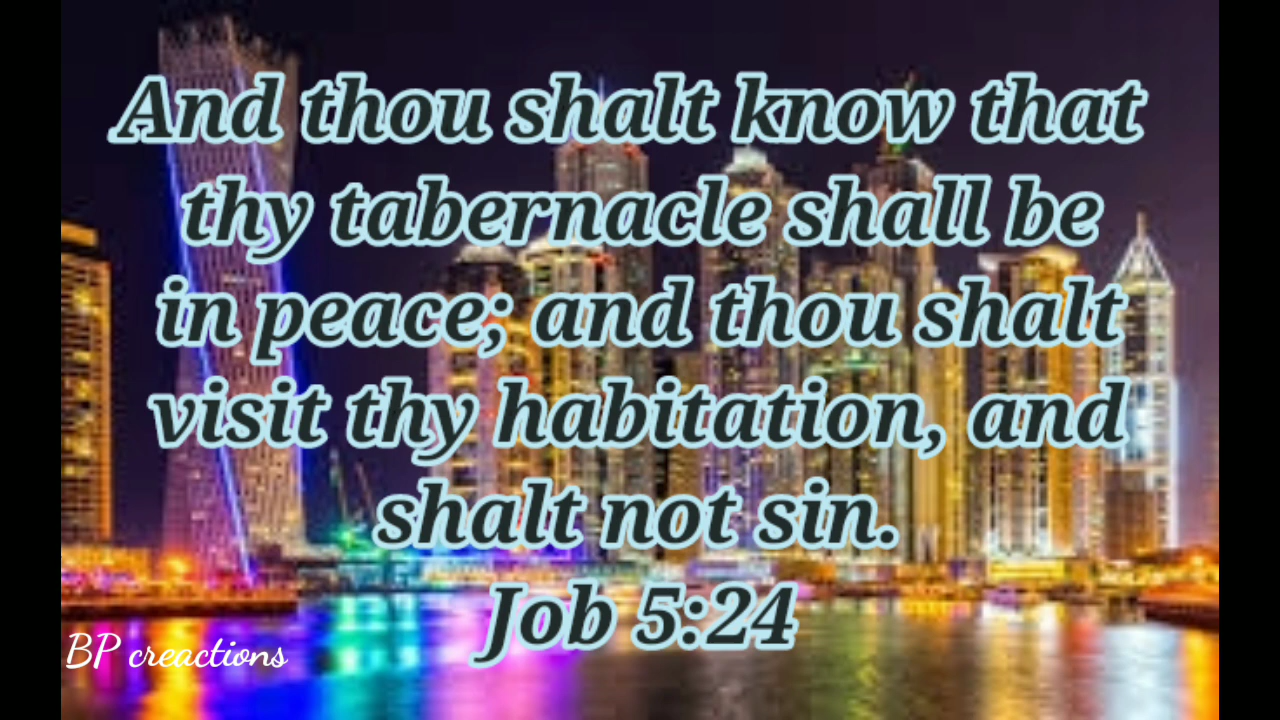 And thou shalt know that
thy tabernacle shall be
in peace; and thou shalt
visit thy habitation, and
shalt not sin.
Job 5:24
BP creactions